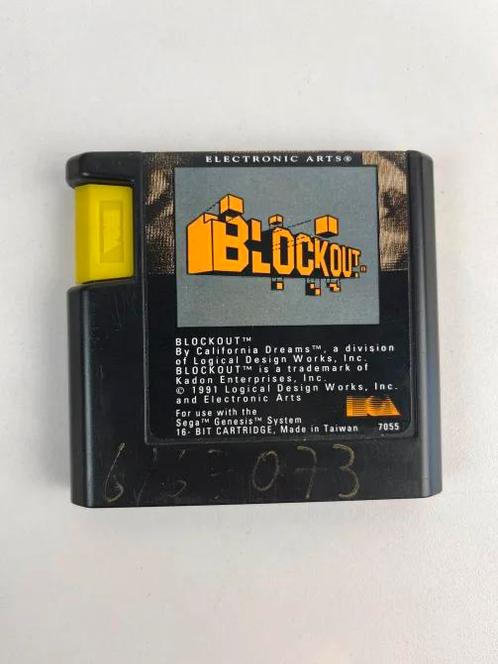 ELECTRONIC ARTS®
BLOCKOUT™
BLOCKOUT™
By California Dreams™, a division
of Logical Design Works, Inc.
BLOCKOUT™ is a trademark of
Kadon Enterprises, Inc.
© 1991 Logical Design Works, Inc.
and Electronic Arts
For use with the
Sega™ Genesis™ System
16- BIT CARTRIDGE, Made in Taiwan 7055
073